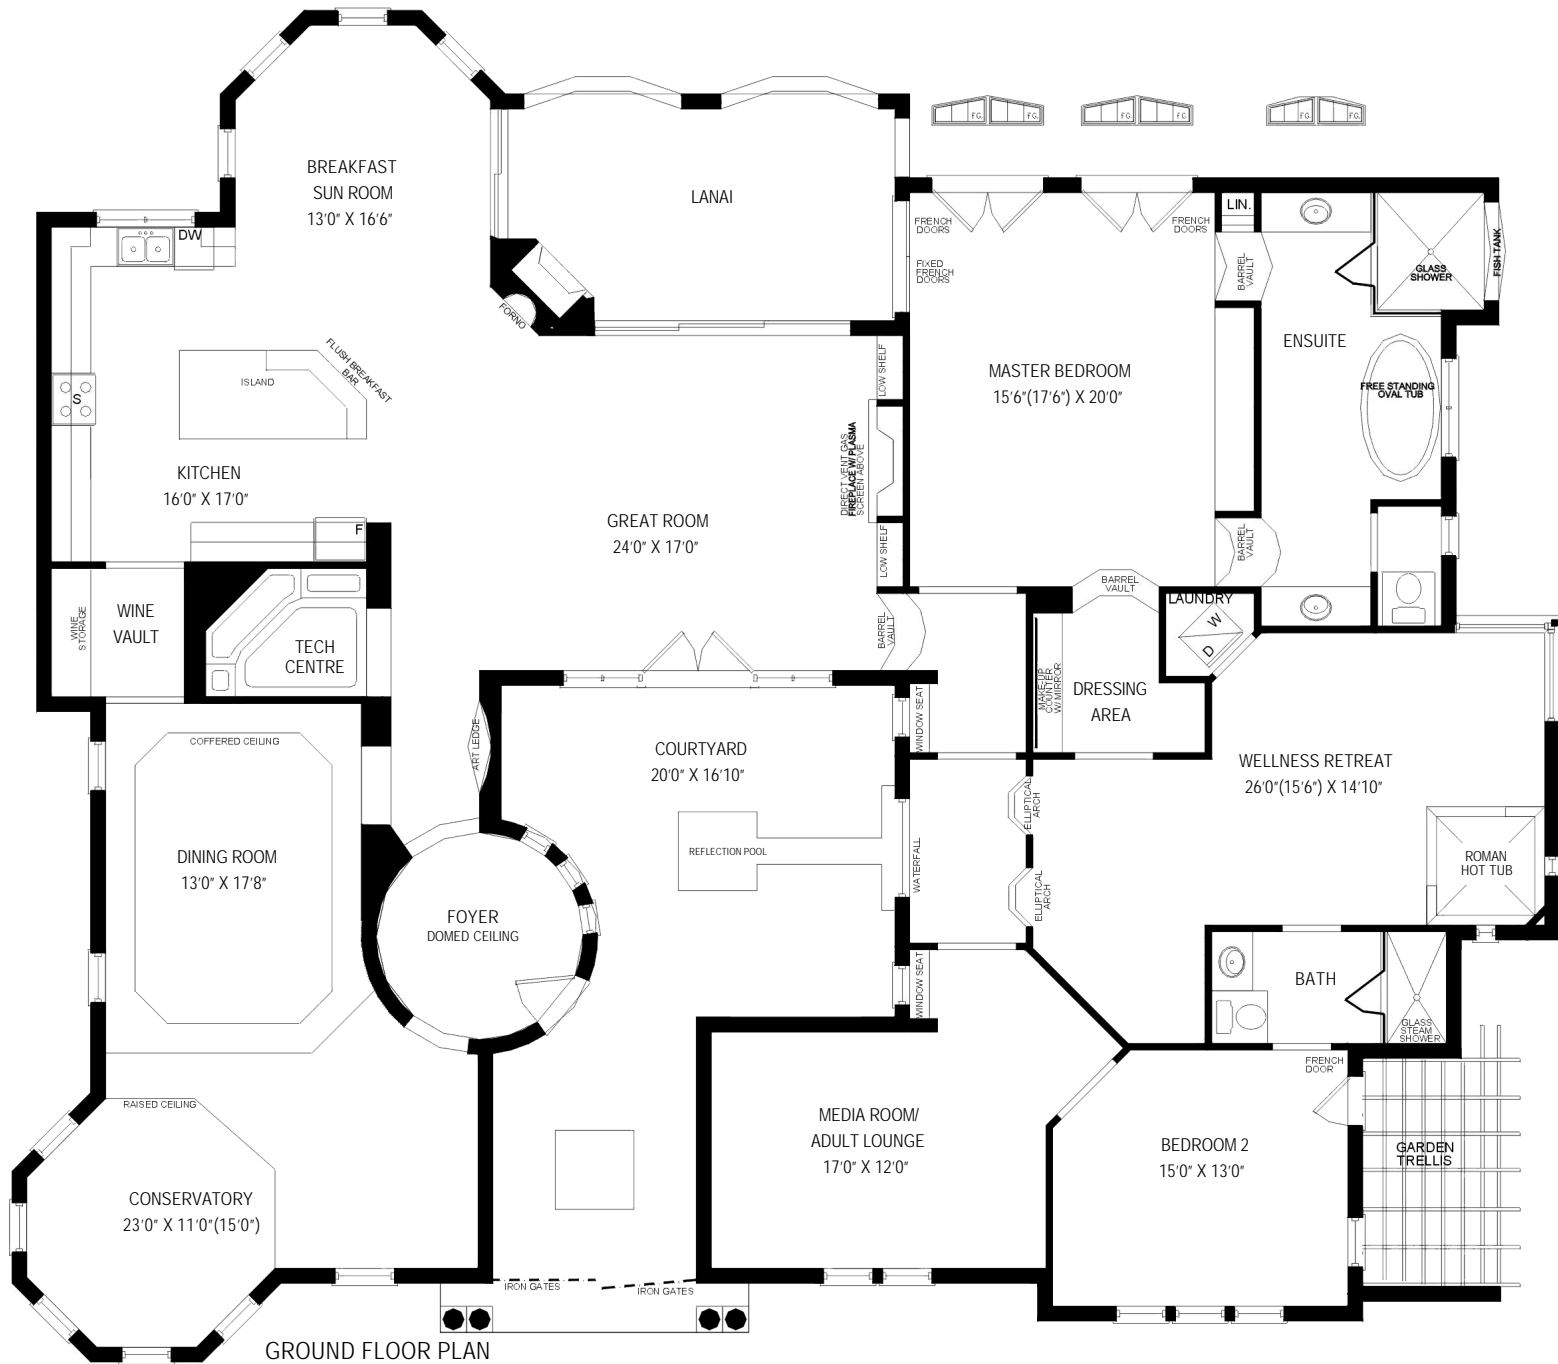 BREAKFAST
SUN ROOM
13'0" X 16'6"
LANAI
F.G.
F.G.
F.G.
F.G.
F.G.
F.G.
DW
FORNO
FRENCH
DOORS
FIXED
FRENCH
DOORS
FRENCH
DOORS
LIN.
BARREL
VAULT
GLASS
SHOWER
FISH TANK
ENSUITE
FREE STANDING
OVAL TUB
MASTER BEDROOM
15'6"(17'6") X 20'0"
ISLAND
FLUSH BREAKFAST
BAR
S
KITCHEN
16'0" X 17'0"
F
LOW SHELF
DIRECT VENT GAS
FIREPLACE W/ PLASMA
SCREEN ABOVE
LOW SHELF
GREAT ROOM
24'0" X 17'0"
BARREL
VAULT
BARREL
VAULT
BARREL
VAULT
WINE
STORAGE
WINE
VAULT
TECH
CENTRE
LAUNDRY
W
D
MAKE-UP
COUNTER
W/ MIRROR
DRESSING
AREA
WINDOW SEAT
ART LEDGE
COFFERED CEILING
COURTYARD
20'0" X 16'10"
REFLECTION POOL
WATERFALL
ELLIPTICAL
ARCH
ELLIPTICAL
ARCH
WELLNESS RETREAT
26'0"(15'6") X 14'10"
ROMAN
HOT TUB
DINING ROOM
13'0" X 17'8"
FOYER
DOMED CEILING
WINDOW SEAT
BATH
GLASS
STEAM
SHOWER
FRENCH
DOOR
RAISED CEILING
MEDIA ROOM/
ADULT LOUNGE
17'0" X 12'0"
BEDROOM 2
15'0" X 13'0"
GARDEN
TRELLIS
CONSERVATORY
23'0" X 11'0"(15'0")
IRON GATES
IRON GATES
GROUND FLOOR PLAN